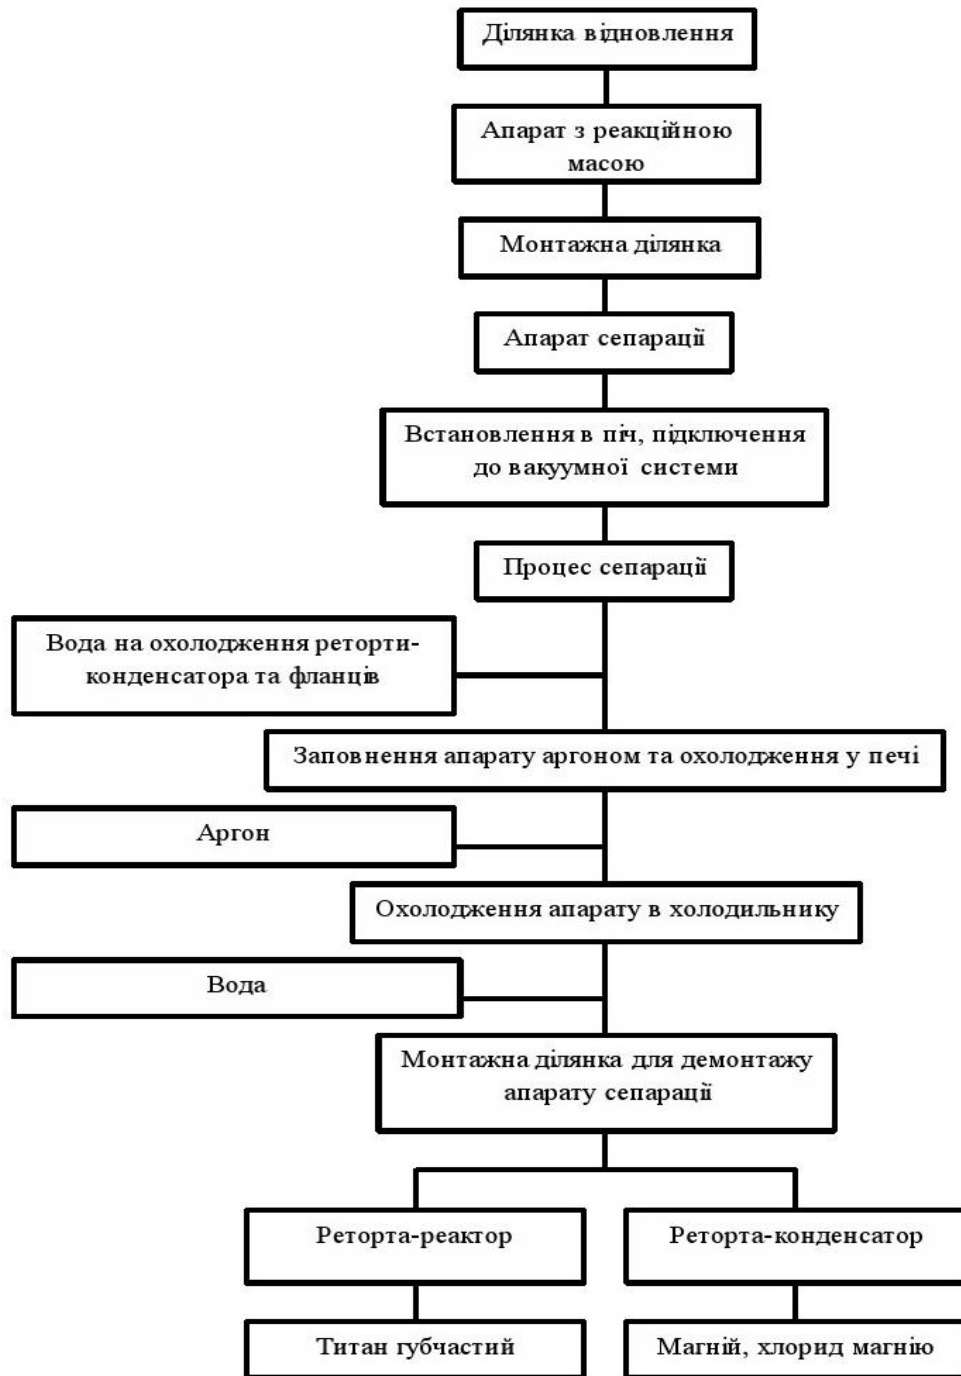 Ділянка відновлення
Апарат з реакційною
масою
Монтажна ділянка
Апарат сепарації
Встановлення в піч, підключення
до вакуумної системи
Процес сепарації
Вода на охолодження реторти-
конденсатора та фланців
Заповнення апарату аргоном та охолодження у печі
Аргон
Охолодження апарату в холодильнику
Вода
Монтажна ділянка для демонтажу
апарату сепарації
Реторта-реактор
Реторта-конденсатор
Титан губчастий
Магній, хлорид магнію